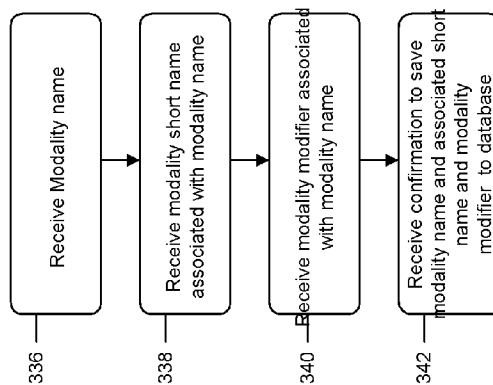 336
Receive Modality name
338
Receive modality short name
associated with modality name
340
Receive modality modifier associated
with modality name
342
Receive confirmation to save
modality name and associated short
name and modality
modifier to database